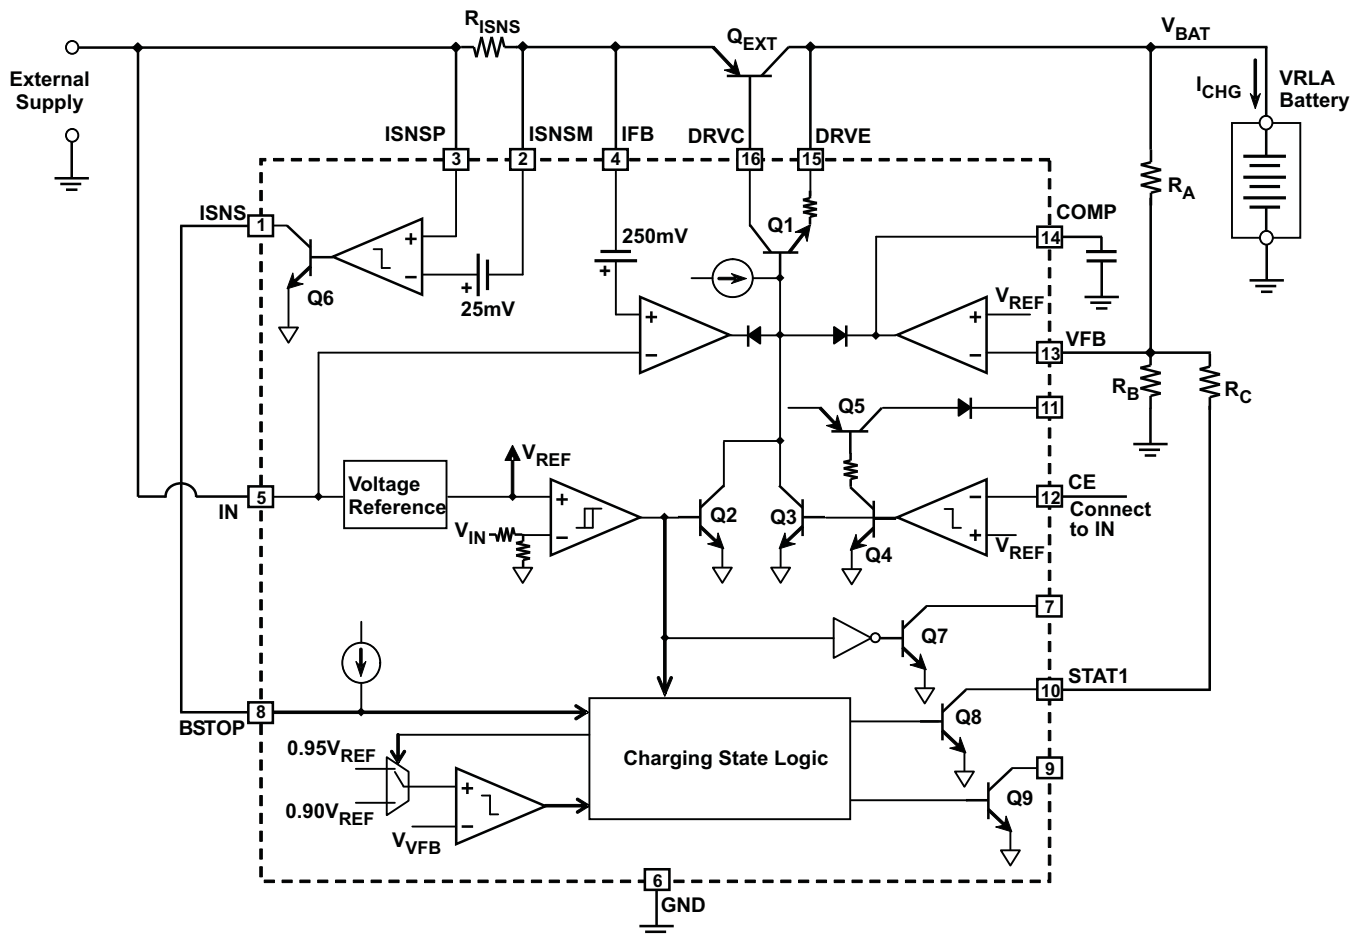 RISNS
QEXT
VBAT
External
Supply
ICHG
VRLA
Battery
ISNSP
ISNSM
IFB
DRVC
DRVE
3
2
4
16
15
RA
ISNS
1
COMP
14
Q1
250mV
+
+
−
+
25mV
Q6
VREF
+
−
+
−
VFB
13
RB
RC
Q5
11
VREF
Voltage
Reference
5
IN
+
−
VIN
Q2
Q3
Q4
−
+
VREF
CE
12
Connect
to IN
7
Q7
STAT1
10
8
BSTOP
Q8
Charging State Logic
0.95VREF
0.90VREF
+
−
VVFB
9
Q9
6
GND